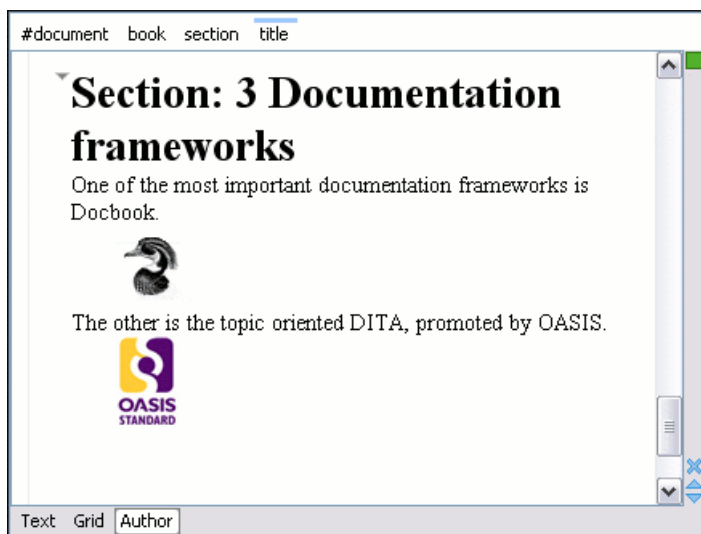 #document book section title
Section: 3 Documentation
frameworks
One of the most important documentation frameworks is
Docbook.
The other is the topic oriented DITA, promoted by OASIS.
OASIS
STANDARD
Text Grid Author